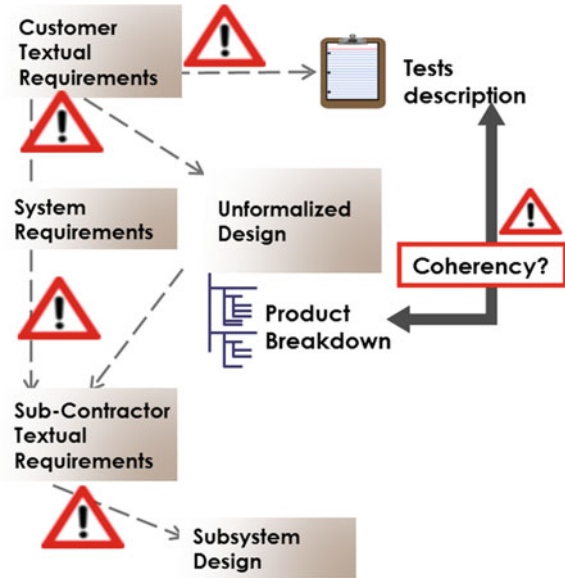 Customer
Textual
Requirements
Tests
description
System
Requirements
Unformalized
Design
Coherency?
Product
Breakdown
Sub-Contractor
Textual
Requirements
Subsystem
Design